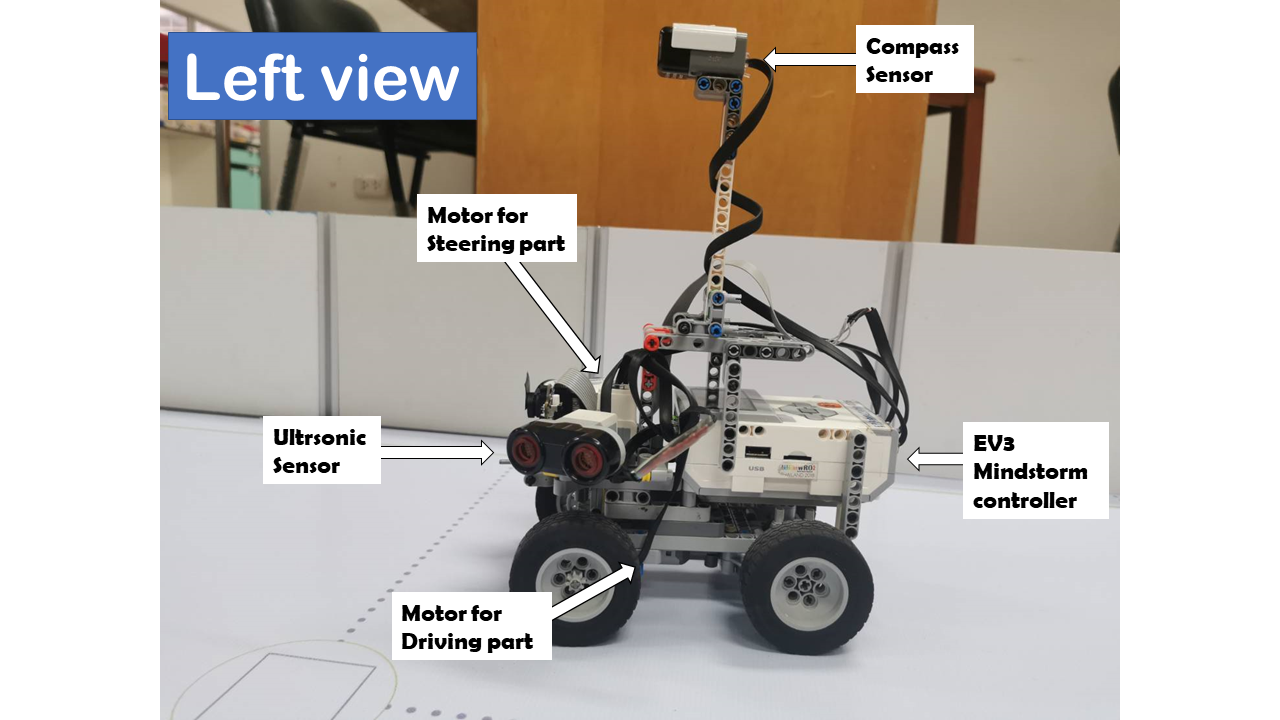 Left view
Compass
Sensor
Motor for
Steering part
Ultrsonic
Sensor
EV3
Mindstorm
controller
USB
Motor for
Driving part